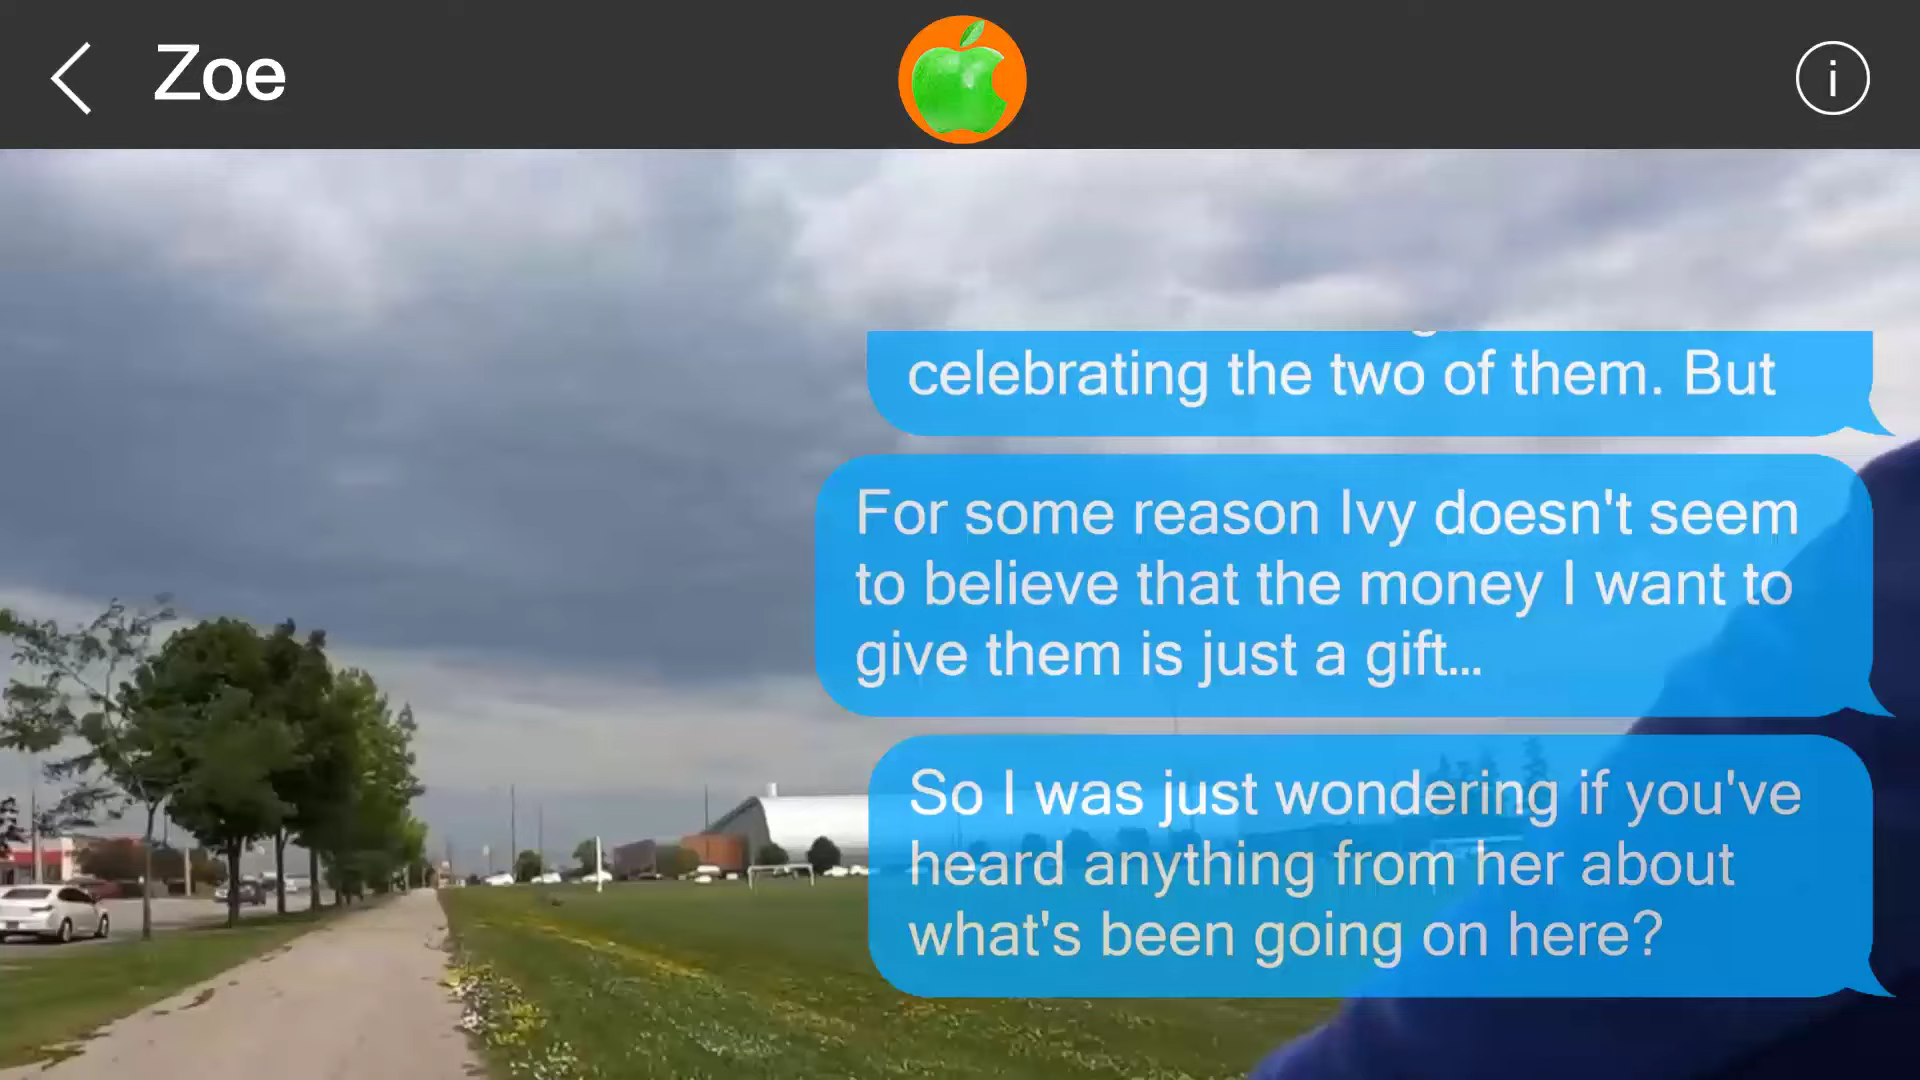 Zoe
i
celebrating the two of them. But
For some reason Ivy doesn't seem
to believe that the money I want to
give them is just a gift...
So I was just wondering if you've
heard anything from her about
what's been going on here?